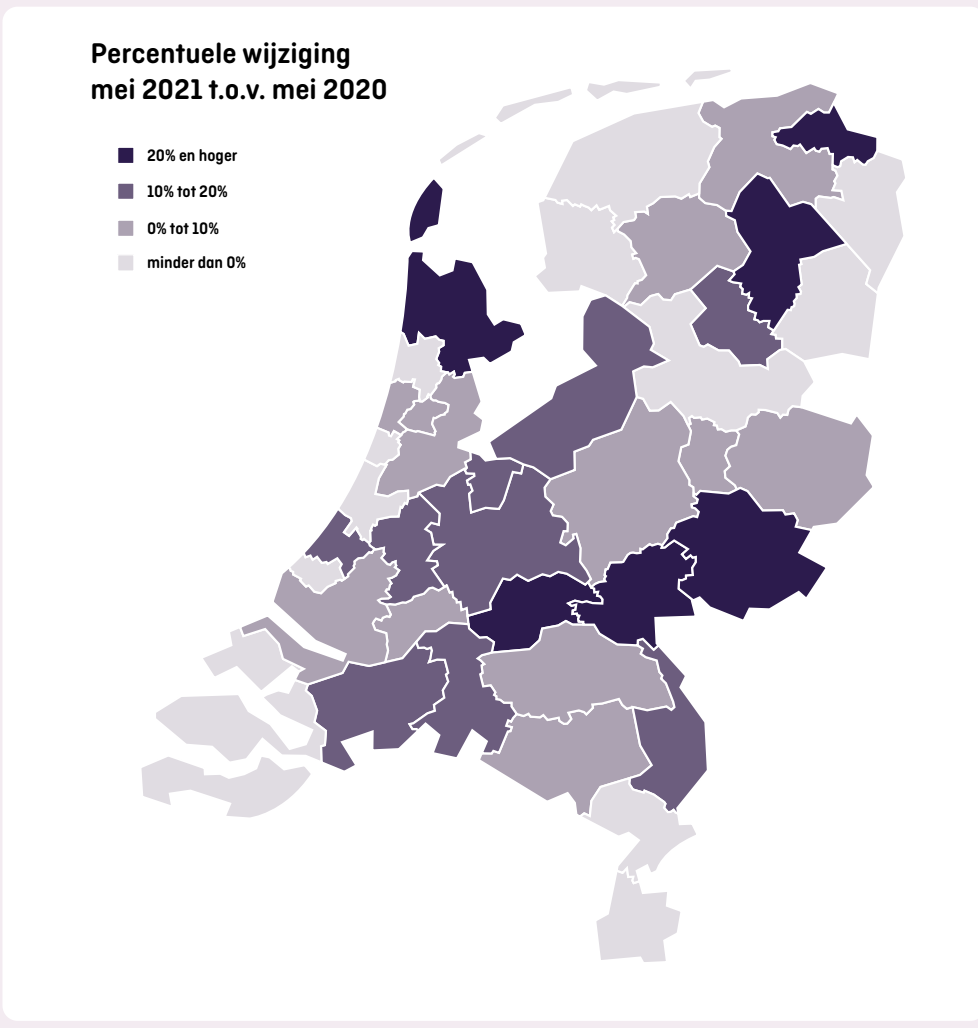 Percentuele wijziging
mei 2021 t.o.v. mei 2020
20% en hoger
10% tot 20%
0% tot 10%
minder dan 0%